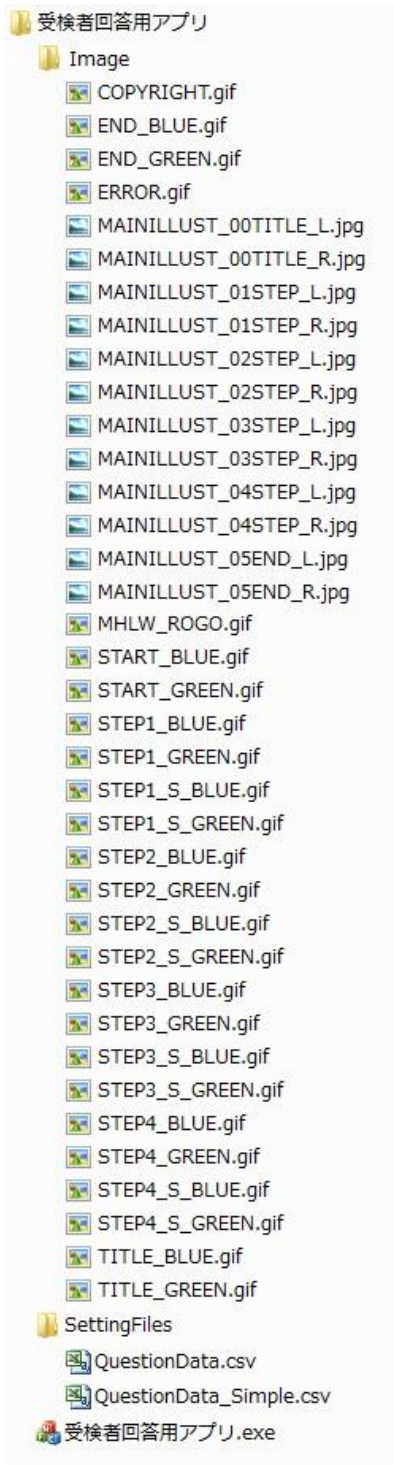 受検者回答用アプリ
Image
COPYRIGHT.gif
END_BLUE.gif
END_GREEN.gif
ERROR.gif
MAINILLUST_00TITLE_L.jpg
MAINILLUST_00TITLE_R.jpg
MAINILLUST_01STEP_L.jpg
MAINILLUST_01STEP_R.jpg
MAINILLUST_02STEP_L.jpg
MAINILLUST_02STEP_R.jpg
MAINILLUST_03STEP_L.jpg
MAINILLUST_03STEP_R.jpg
MAINILLUST_04STEP_L.jpg
MAINILLUST_04STEP_R.jpg
MAINILLUST_05END_L.jpg
MAINILLUST_05END_R.jpg
MHLW_ROGO.gif
START_BLUE.gif
START_GREEN.gif
STEP1_BLUE.gif
STEP1_GREEN.gif
STEP1_S_BLUE.gif
STEP1_S_GREEN.gif
STEP2_BLUE.gif
STEP2_GREEN.gif
STEP2_S_BLUE.gif
STEP2_S_GREEN.gif
STEP3_BLUE.gif
STEP3_GREEN.gif
STEP3_S_BLUE.gif
STEP3_S_GREEN.gif
STEP4_BLUE.gif
STEP4_GREEN.gif
STEP4_S_BLUE.gif
STEP4_S_GREEN.gif
TITLE_BLUE.gif
TITLE_GREEN.gif
SettingFiles
QuestionData.csv
QuestionData_Simple.csv
受検者回答用アプリ.exe